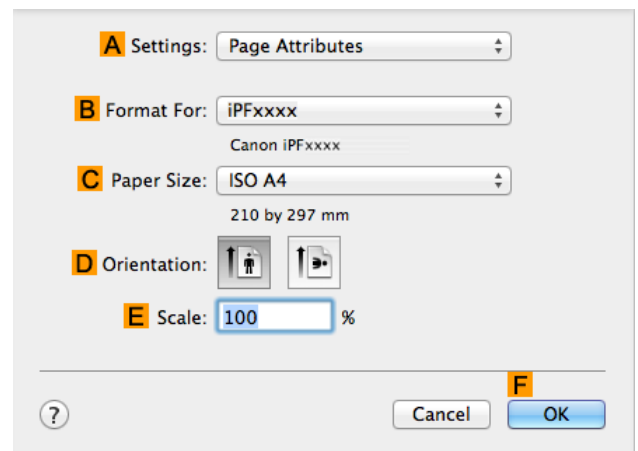 A Settings: Page Attributes
B Format For: iPFxxxx
Canon iPFxxxx
C Paper Size: ISO A4
210 by 297 mm
D Orientation:
E Scale: 100 %
F
? Cancel OK